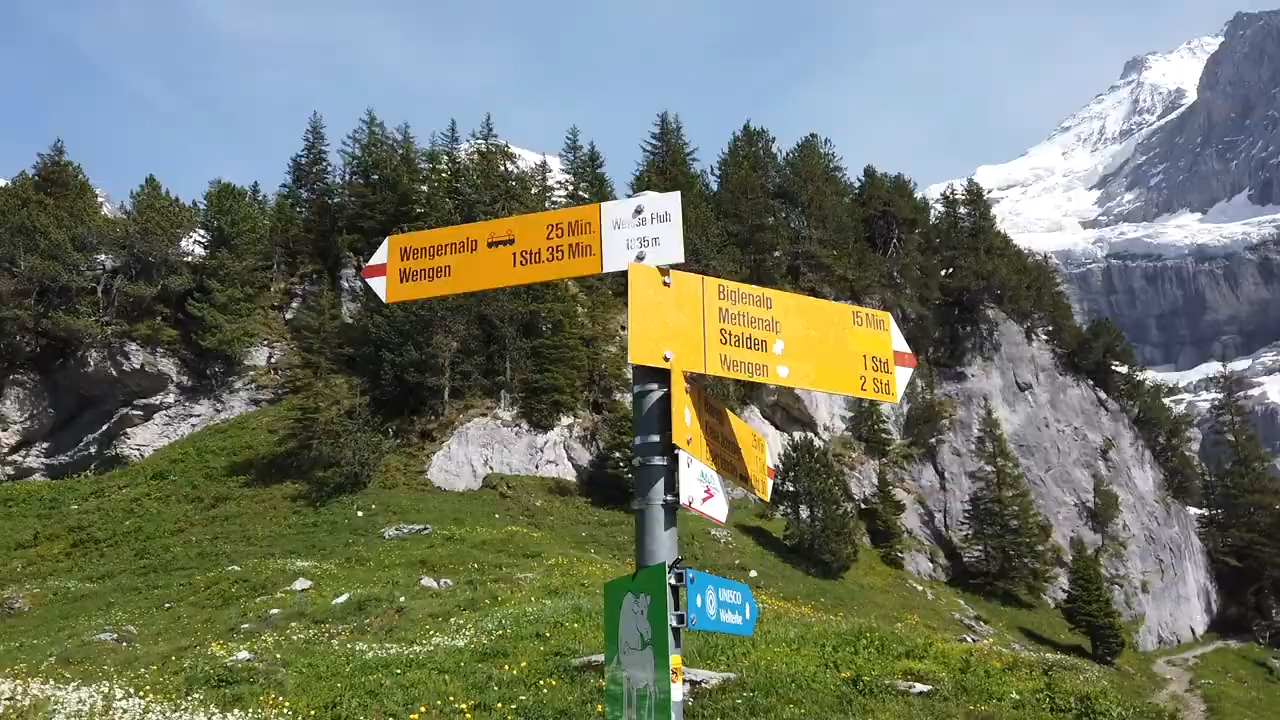 Wengernalp 25 Min.
Wengen 1 Std. 35 Min.
Weisse Fluh
1835 m
Biglenalp 15 Min.
Mettlenalp
Stalden 1 Std.
Wengen 2 Std.
UNESCO
Welterbe